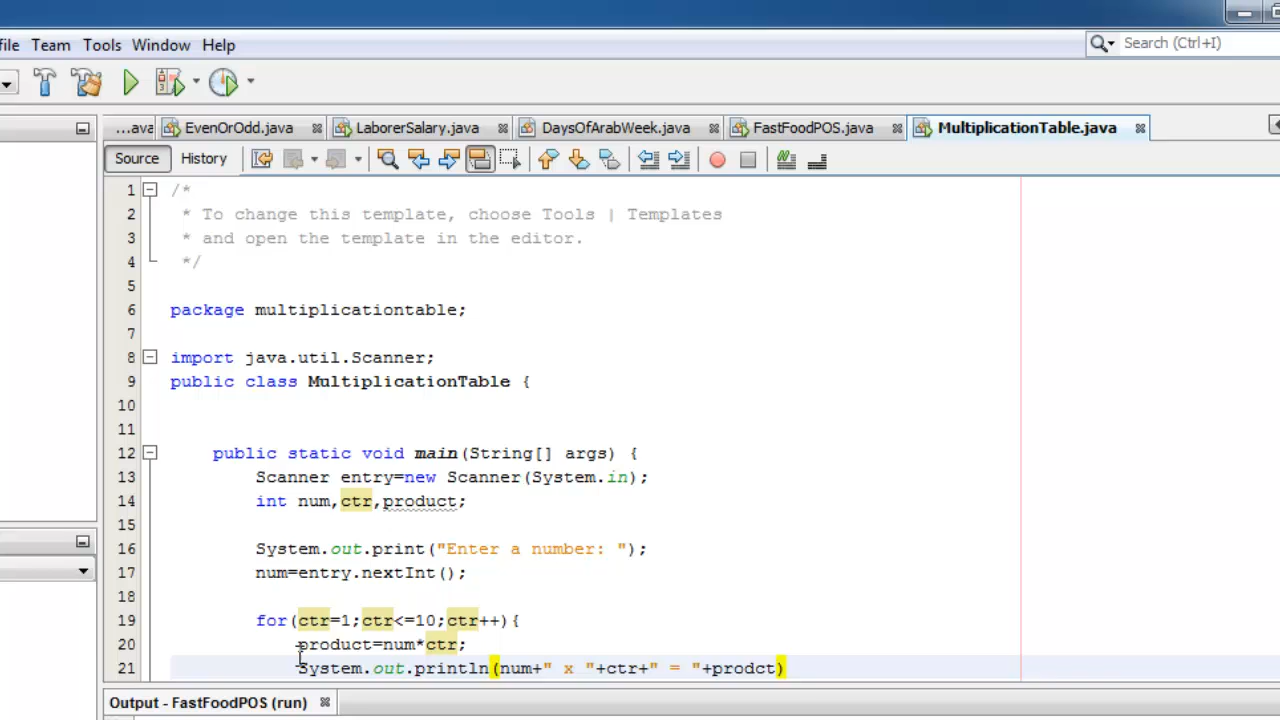 file Team Tools Window Help
Search (Ctrl+I)
...ava EvenOrOdd.java LaborerSalary.java DaysOfArabWeek.java FastFoodPOS.java MultiplicationTable.java
Source History
1 /*
2 * To change this template, choose Tools | Templates
3 * and open the template in the editor.
4 */
5
6 package multiplicationtable;
7
8 import java.util.Scanner;
9 public class MultiplicationTable {
10
11
12 public static void main(String[] args) {
13 Scanner entry=new Scanner(System.in);
14 int num,ctr,product;
15
16 System.out.print("Enter a number: ");
17 num=entry.nextInt();
18
19 for(ctr=1;ctr<=10;ctr++){
20 product=num*ctr;
21 System.out.println(num+" x "+ctr+" = "+prodct)
Output - FastFoodPOS (run)